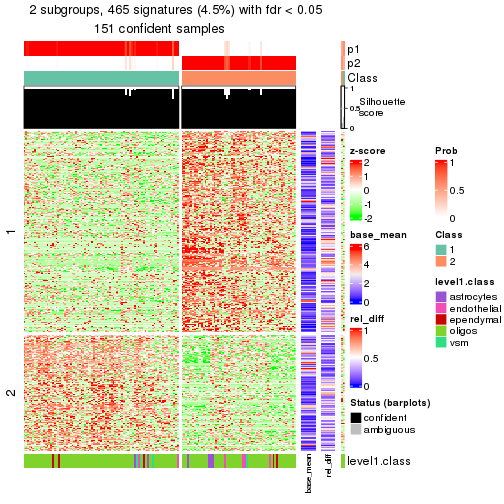 2 subgroups, 465 signatures (4.5%) with fdr < 0.05
151 confident samples
p1
p2
Class
1
0.5
0
Silhouette
score
1
2
z-score
2
1
0
-1
-2
base_mean
6
4
2
0
rel_diff
1
0.5
0
Status (barplots)
confident
ambiguous
Prob
1
0.5
0
Class
1
2
level1.class
astrocytes
endothelial
ependymal
oligos
vsm
level1.class
base_mean
rel_diff